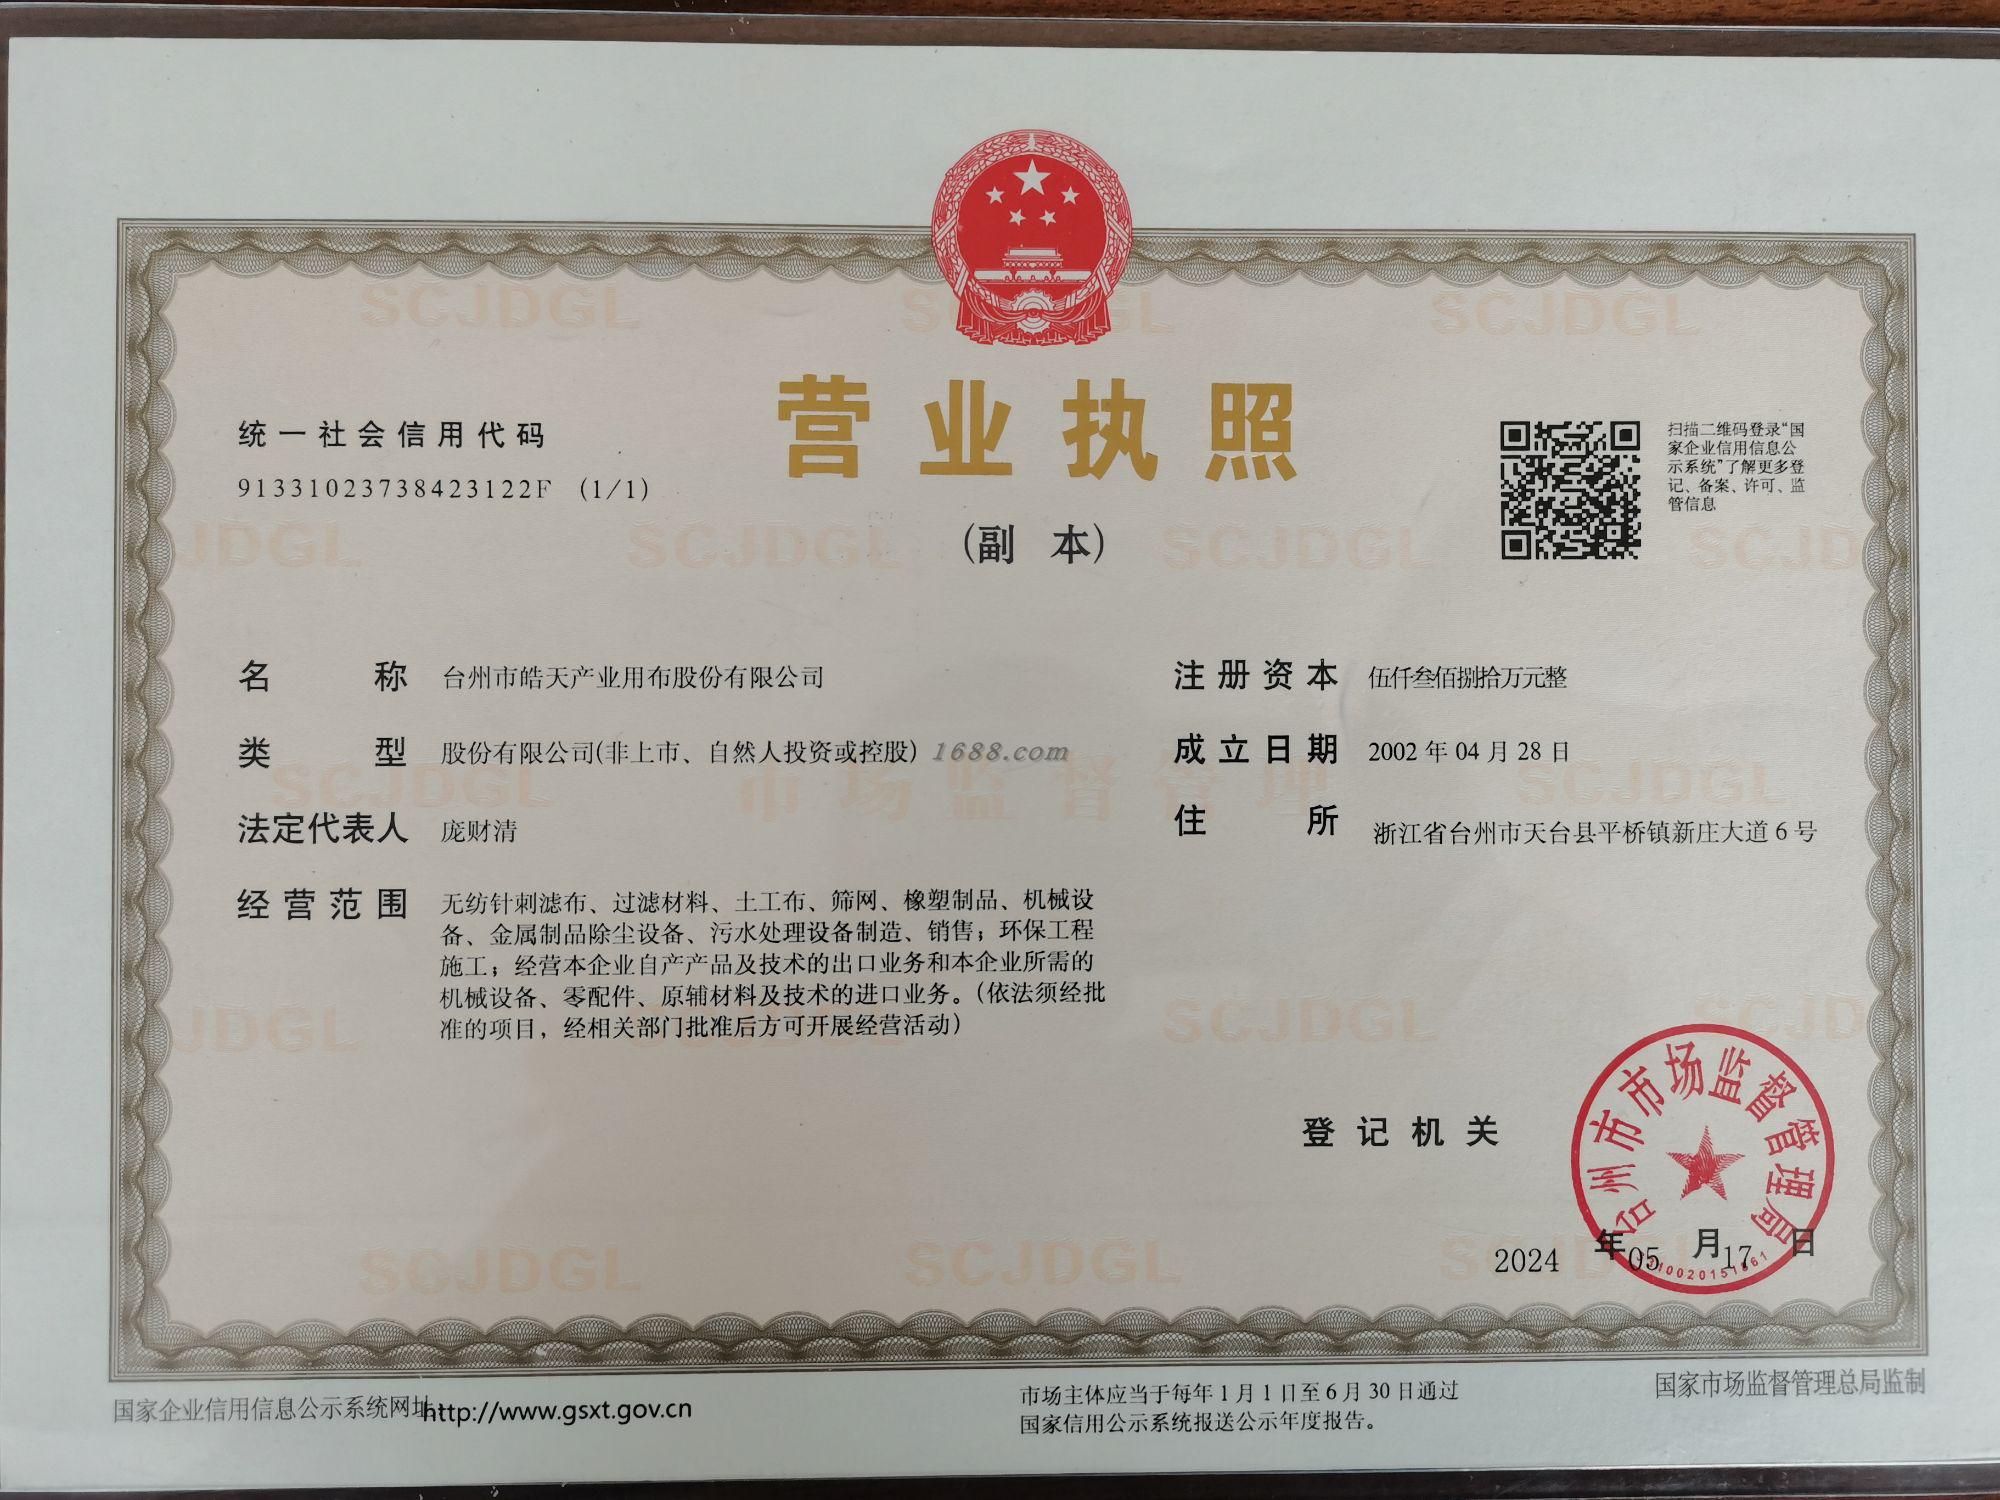 营业执照
(副 本)
统一社会信用代码
91331023738423122F (1/1)
扫描二维码登录“国
家企业信用信息公
示系统”了解更多登
记、备案、许可、监
管信息
名 称 台州市皓天产业用布股份有限公司
类 型 股份有限公司(非上市、自然人投资或控股)
1688.com
法定代表人 庞财清
经营范围 无纺针刺滤布、过滤材料、土工布、筛网、橡塑制品、机械设
备、金属制品除尘设备、污水处理设备制造、销售；环保工程
施工；经营本企业自产产品及技术的出口业务和本企业所需的
机械设备、零配件、原辅材料及技术的进口业务。(依法须经批
准的项目，经相关部门批准后方可开展经营活动)
注册资本 伍仟叁佰捌拾万元整
成立日期 2002 年 04 月 28 日
住 所 浙江省台州市天台县平桥镇新庄大道 6 号
登记机关
台州市市场监督管理局
2024 年 05 月 17 日
SCJDGL
市场监督管理
国家企业信用信息公示系统网址http://www.gsxt.gov.cn
市场主体应当于每年 1 月 1 日至 6 月 30 日通过
国家信用公示系统报送公示年度报告。
国家市场监督管理总局监制